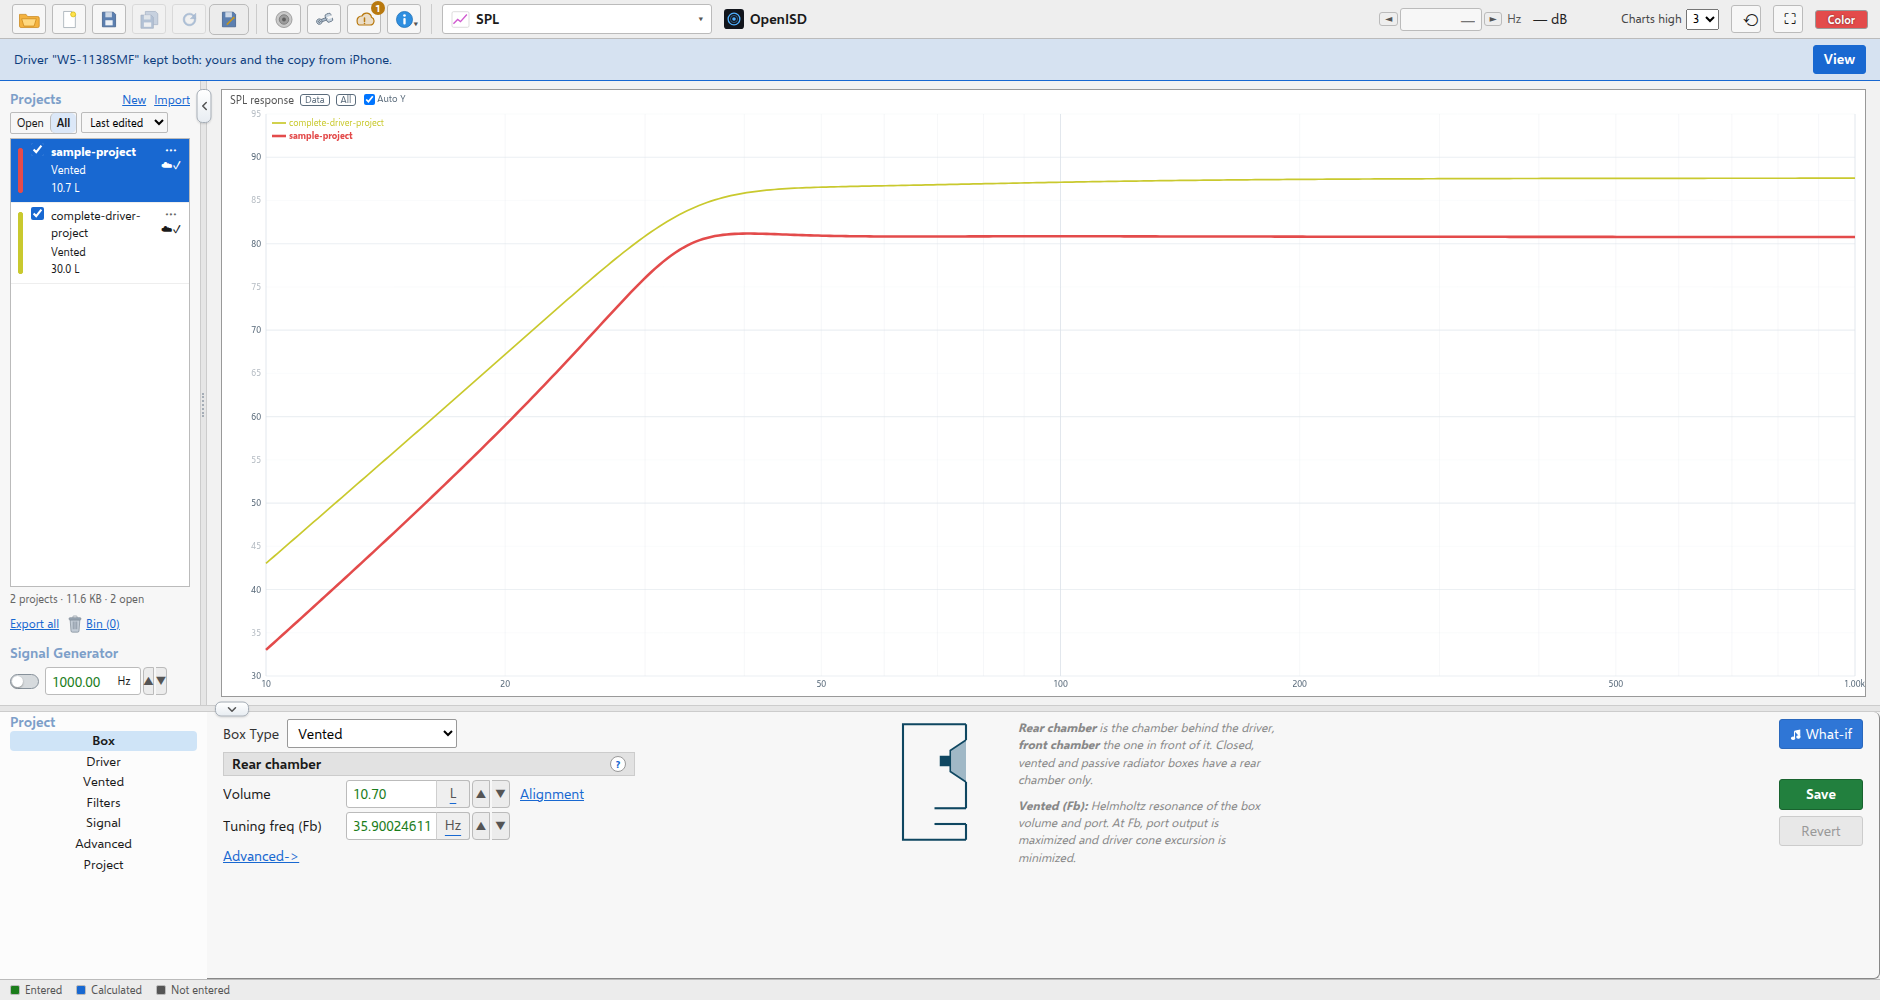 1
SPL
OpenISD
—
Hz
— dB
Charts high
3
Color
Driver "W5-1138SMF" kept both: yours and the copy from iPhone.
View
Projects
New
Import
Open
All
Last edited
sample-project
Vented
10.7 L
complete-driver-
project
Vented
30.0 L
2 projects · 11.6 KB · 2 open
Export all
Bin (0)
Signal Generator
1000.00
Hz
SPL response
Data
All
Auto Y
complete-driver-project
sample-project
95
90
85
80
75
70
65
60
55
50
45
40
35
30
10
20
50
100
200
500
1.00k
Project
Box
Driver
Vented
Filters
Signal
Advanced
Project
Box Type
Vented
Rear chamber
?
Volume
10.70
L
Alignment
Tuning freq (Fb)
35.90024611
Hz
Advanced->
Rear chamber is the chamber behind the driver,
front chamber the one in front of it. Closed,
vented and passive radiator boxes have a rear
chamber only.
Vented (Fb): Helmholtz resonance of the box
volume and port. At Fb, port output is
maximized and driver cone excursion is
minimized.
What-if
Save
Revert
Entered
Calculated
Not entered